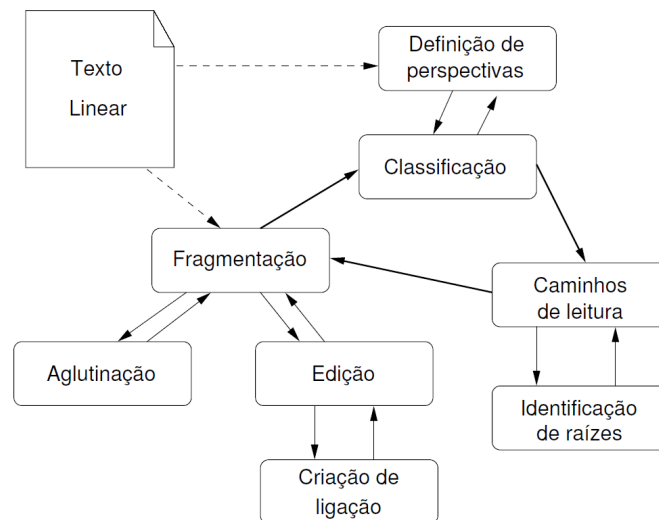 Texto
Linear
Definição de
perspectivas
Classificação
Fragmentação
Caminhos
de leitura
Aglutinação
Edição
Identificação
de raízes
Criação de
ligação